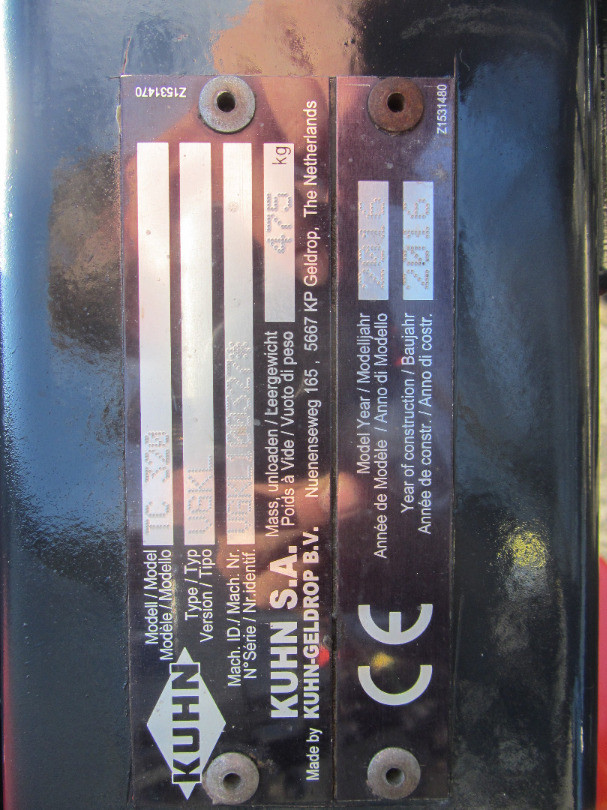 Z1531470
KUHN
Modell / Model
Modèle / Modello
TC 320
Type / Typ
Version / Tipo
VBKL
Mach. ID / Mach. Nr.
N°Série / Nr.identif.
KUHN S.A.
Mass, unloaden / Leergewicht
Poids à Vide / Vuoto di peso
475 kg
Made by KUHN-GELDROP B.V. Nuenenseweg 165 , 5667 KP Geldrop, The Netherlands
Z1531480
CE
Model Year / Modelljahr
Année de Modèle / Anno di Modello
2016
Year of construction / Baujahr
Année de constr. / Anno di costr.
2016